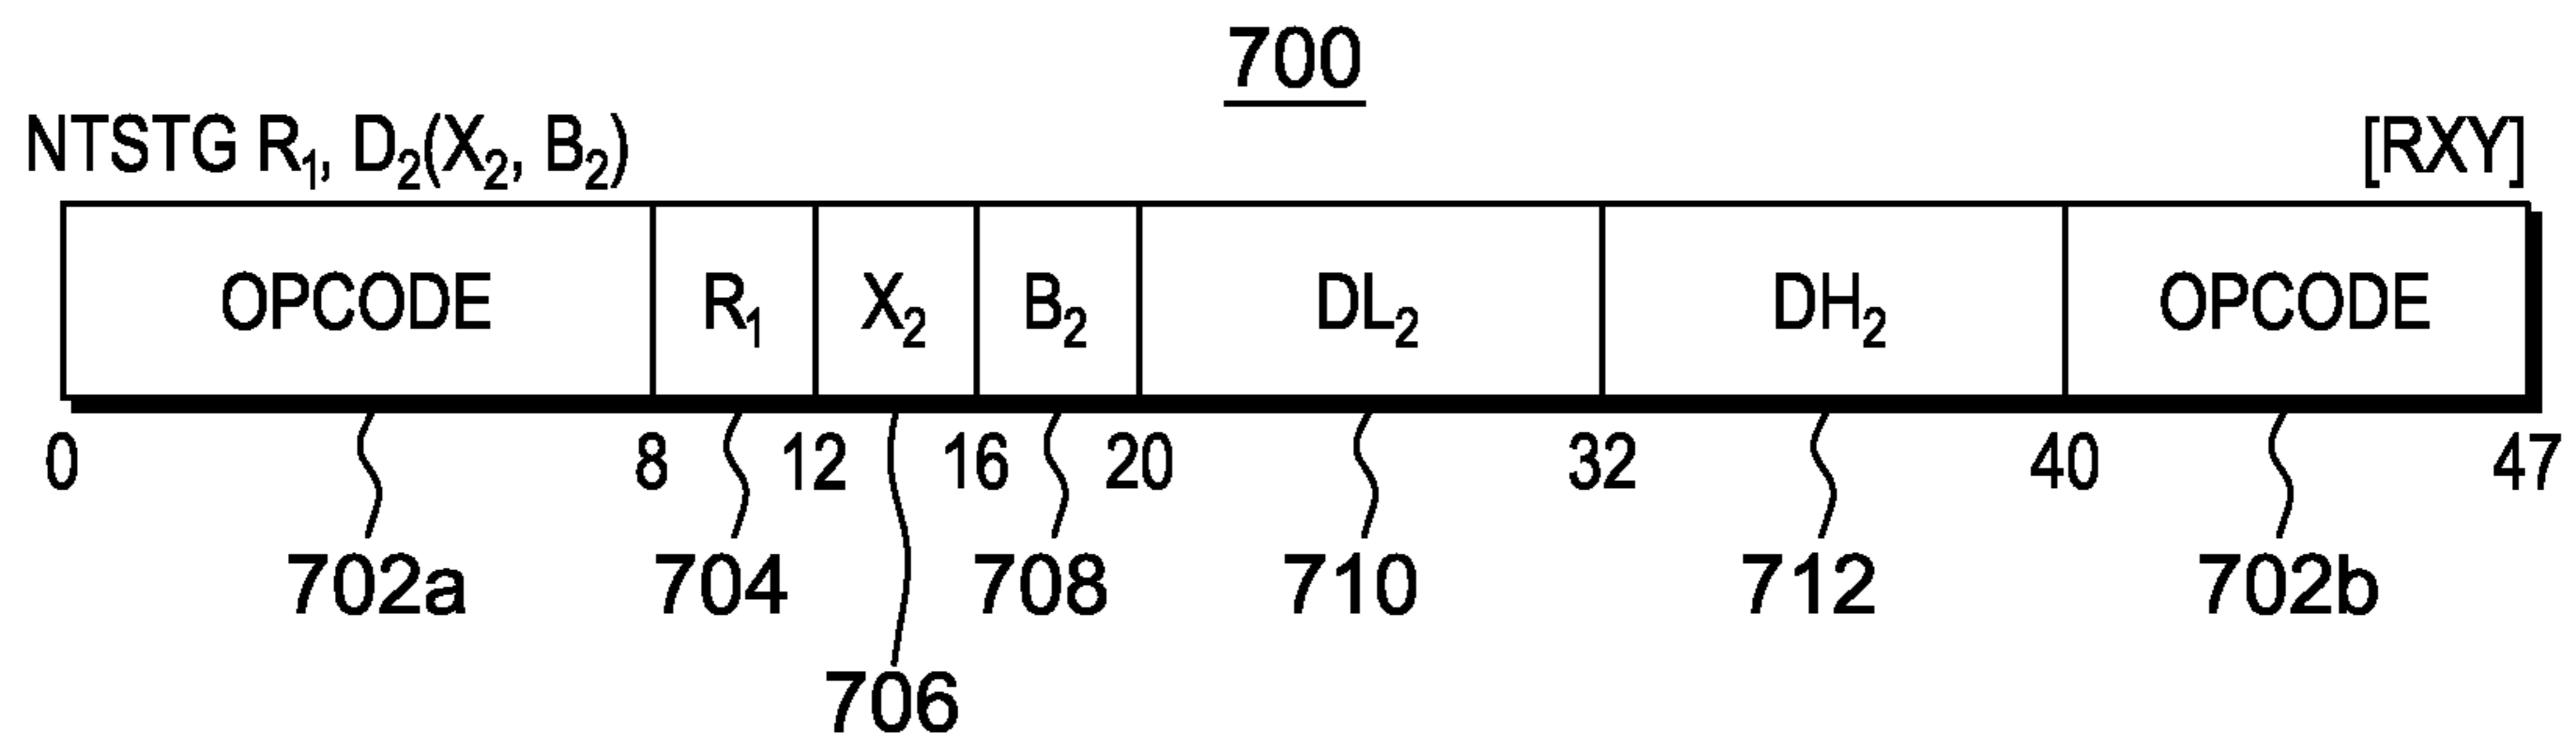 700
NTSTG R₁, D₂(X₂, B₂) [RXY]
OPCODE R₁ X₂ B₂ DL₂ DH₂ OPCODE
0 8 12 16 20 32 40 47
702a 704 708 710 712 702b
706